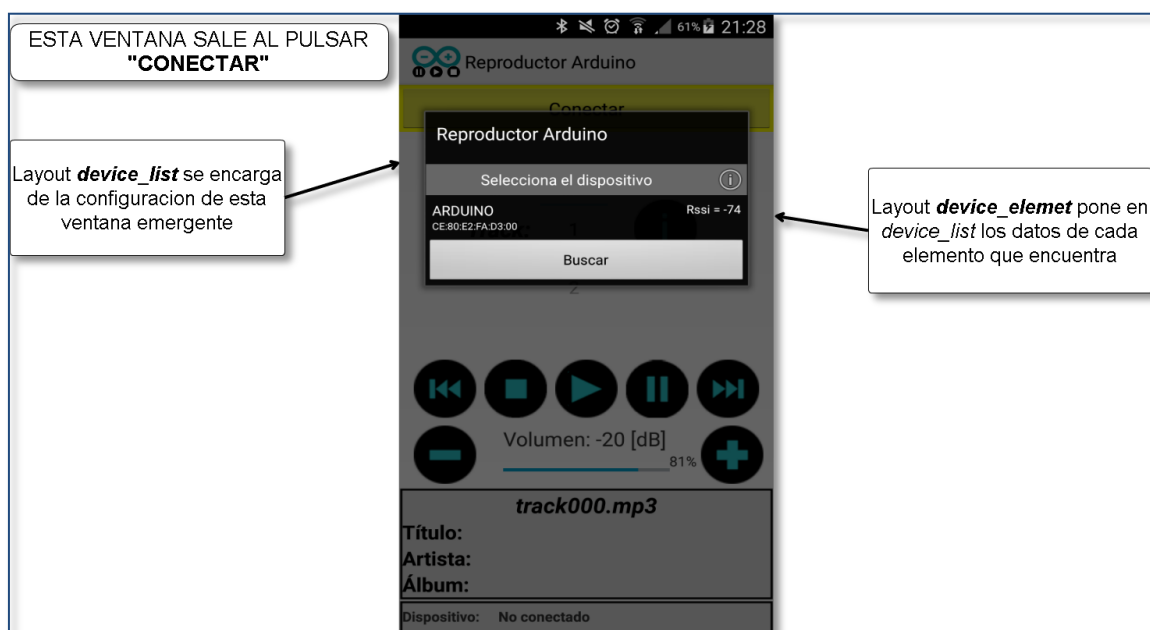 ESTA VENTANA SALE AL PULSAR
"CONECTAR"
61% 21:28
Reproductor Arduino
Conectar
Layout device_list se encarga
de la configuracion de esta
ventana emergente
Reproductor Arduino
Selecciona el dispositivo
ARDUINO Rssi = -74
CE:80:E2:FA:D3:00
Buscar
1
2
Layout device_elemet pone en
device_list los datos de cada
elemento que encuentra
Volumen: -20 [dB]
81%
track000.mp3
Título:
Artista:
Álbum:
Dispositivo: No conectado